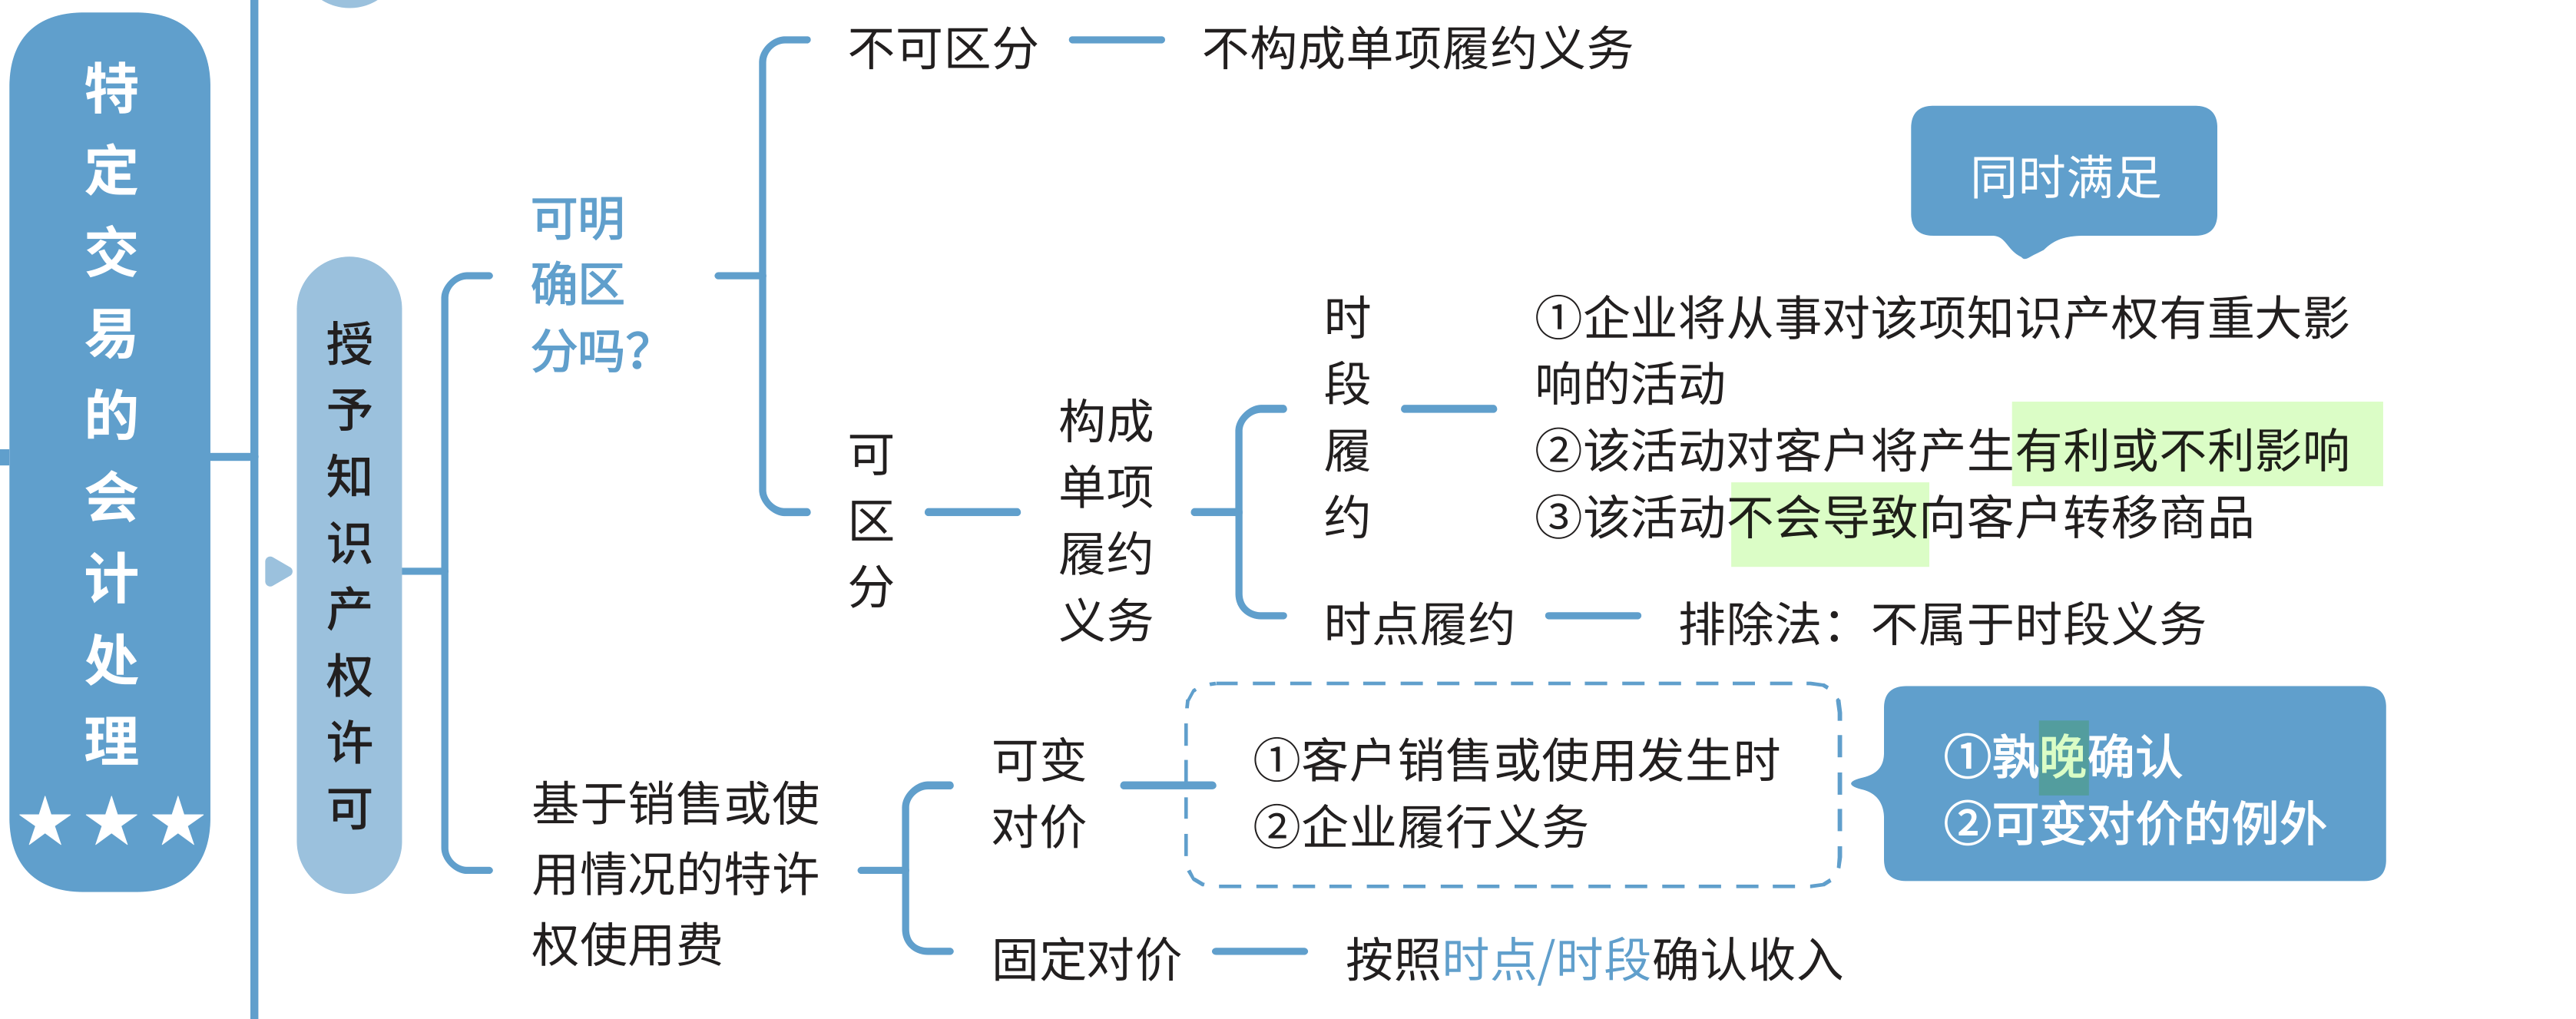 特定交易的会计处理
★★★
授予知识产权许可
可明
确区
分吗?
不可区分
不构成单项履约义务
可区分
构成
单项
履约
义务
时段履约
同时满足
①企业将从事对该项知识产权有重大影
响的活动
②该活动对客户将产生有利或不利影响
③该活动不会导致向客户转移商品
时点履约
排除法：不属于时段义务
基于销售或使
用情况的特许
权使用费
可变
对价
①客户销售或使用发生时
②企业履行义务
①孰晚确认
②可变对价的例外
固定对价
按照时点/时段确认收入